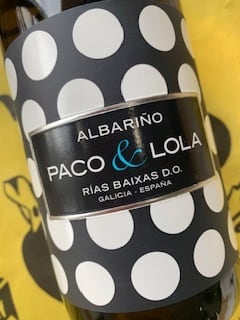 ALBARIÑO
PACO & LOLA
RÍAS BAIXAS D.O.
GALICIA - ESPAÑA